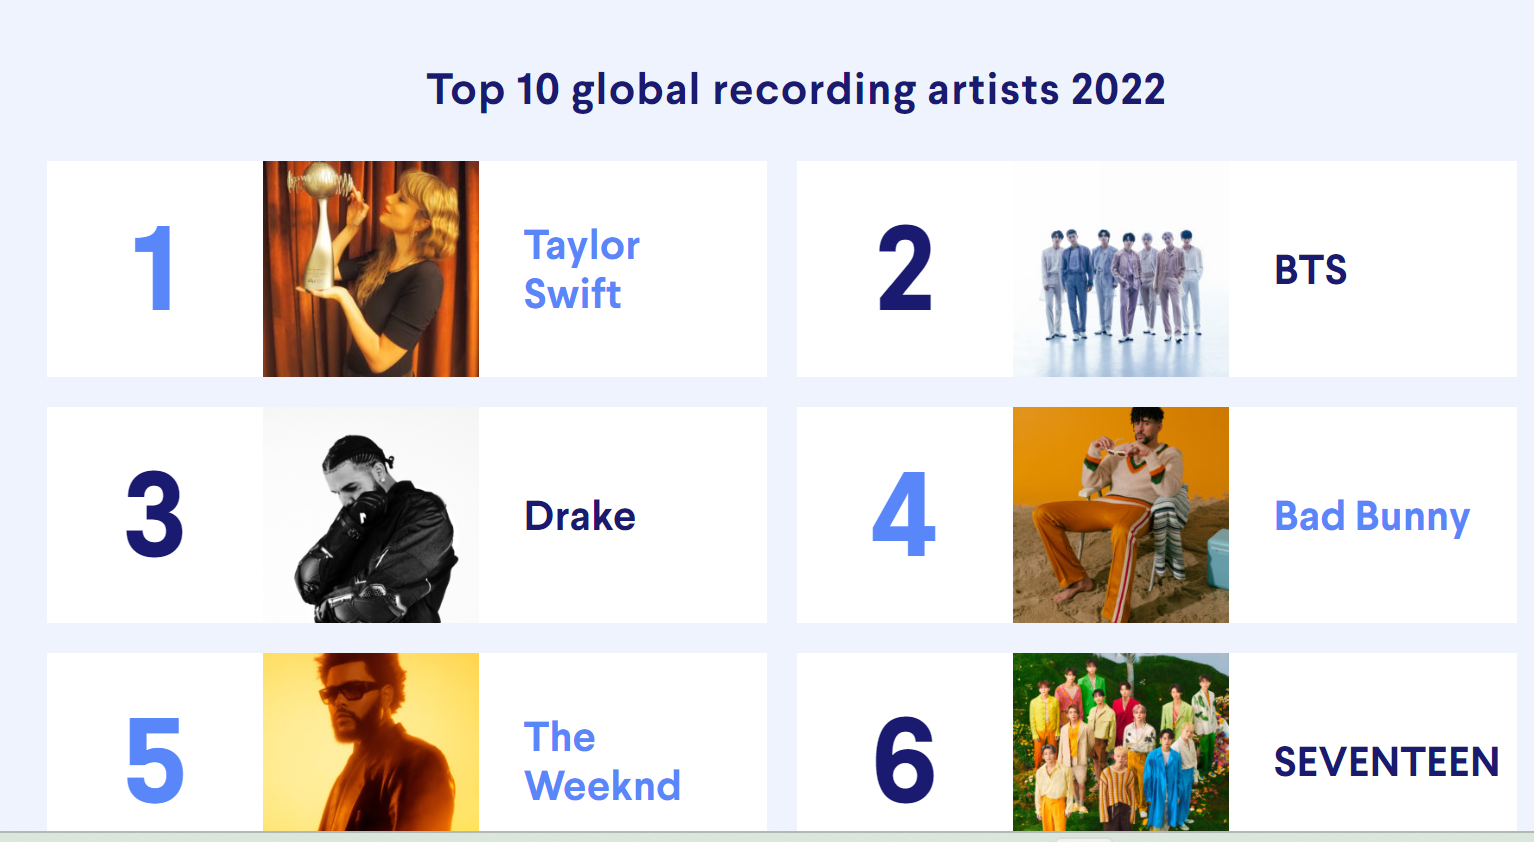 Top 10 global recording artists 2022
1
Taylor
Swift
2
BTS
3
Drake
4
Bad Bunny
5
The
Weeknd
6
SEVENTEEN